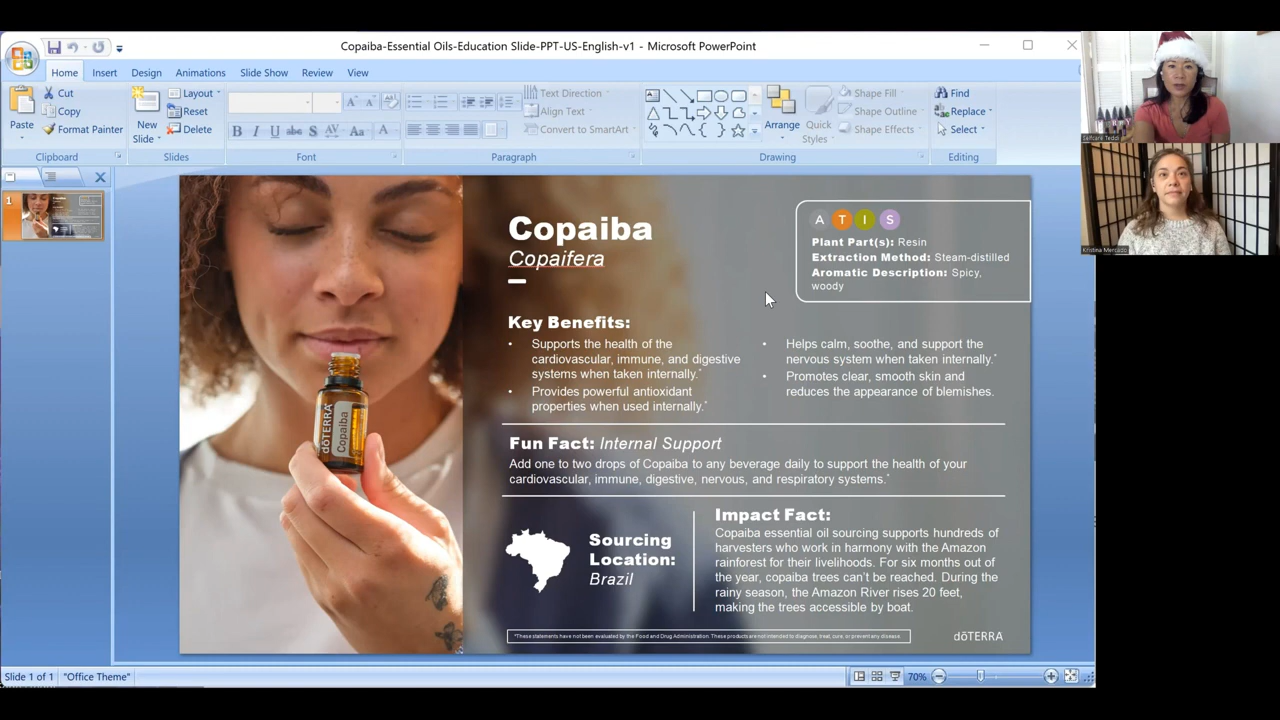 Copaiba-Essential Oils-Education Slide-PPT-US-English-v1 - Microsoft PowerPoint
Home Insert Design Animations Slide Show Review View
Paste
Cut
Copy
Format Painter
Clipboard
New
Slide
Layout
Reset
Delete
Slides
B I U abc S AV Aa A
Font
Text Direction
Align Text
Convert to SmartArt
Paragraph
Arrange
Quick
Styles
Shape Fill
Shape Outline
Shape Effects
Drawing
Find
Replace
Select
Editing
1
dōTERRA
Copaiba
Copaiba
Copaifera
A T I S
Plant Part(s): Resin
Extraction Method: Steam-distilled
Aromatic Description: Spicy,
woody
Key Benefits:
• Supports the health of the
cardiovascular, immune, and digestive
systems when taken internally.*
• Provides powerful antioxidant
properties when used internally.*
• Helps calm, soothe, and support the
nervous system when taken internally.*
• Promotes clear, smooth skin and
reduces the appearance of blemishes.
Fun Fact: Internal Support
Add one to two drops of Copaiba to any beverage daily to support the health of your
cardiovascular, immune, digestive, nervous, and respiratory systems.*
Sourcing
Location:
Brazil
Impact Fact:
Copaiba essential oil sourcing supports hundreds of
harvesters who work in harmony with the Amazon
rainforest for their livelihoods. For six months out of
the year, copaiba trees can't be reached. During the
rainy season, the Amazon River rises 20 feet,
making the trees accessible by boat.
*These statements have not been evaluated by the Food and Drug Administration. These products are not intended to diagnose, treat, cure, or prevent any disease.
dōTERRA
Slide 1 of 1 "Office Theme"
70%
Selfcare Teddi
Kristina Mercado